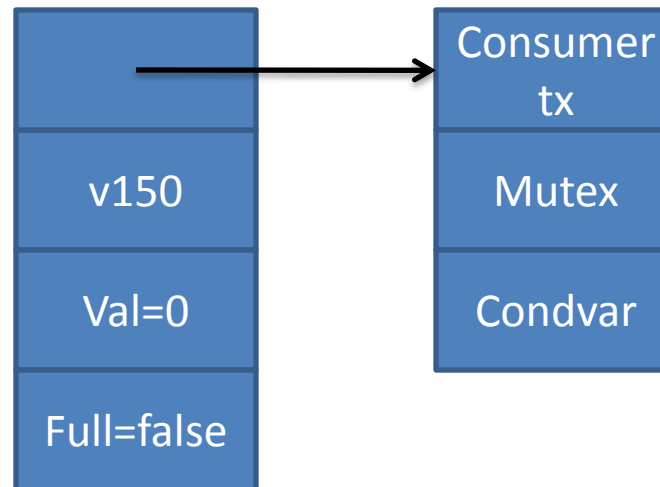 v150
Val=0
Full=false
Consumer
tx
Mutex
Condvar